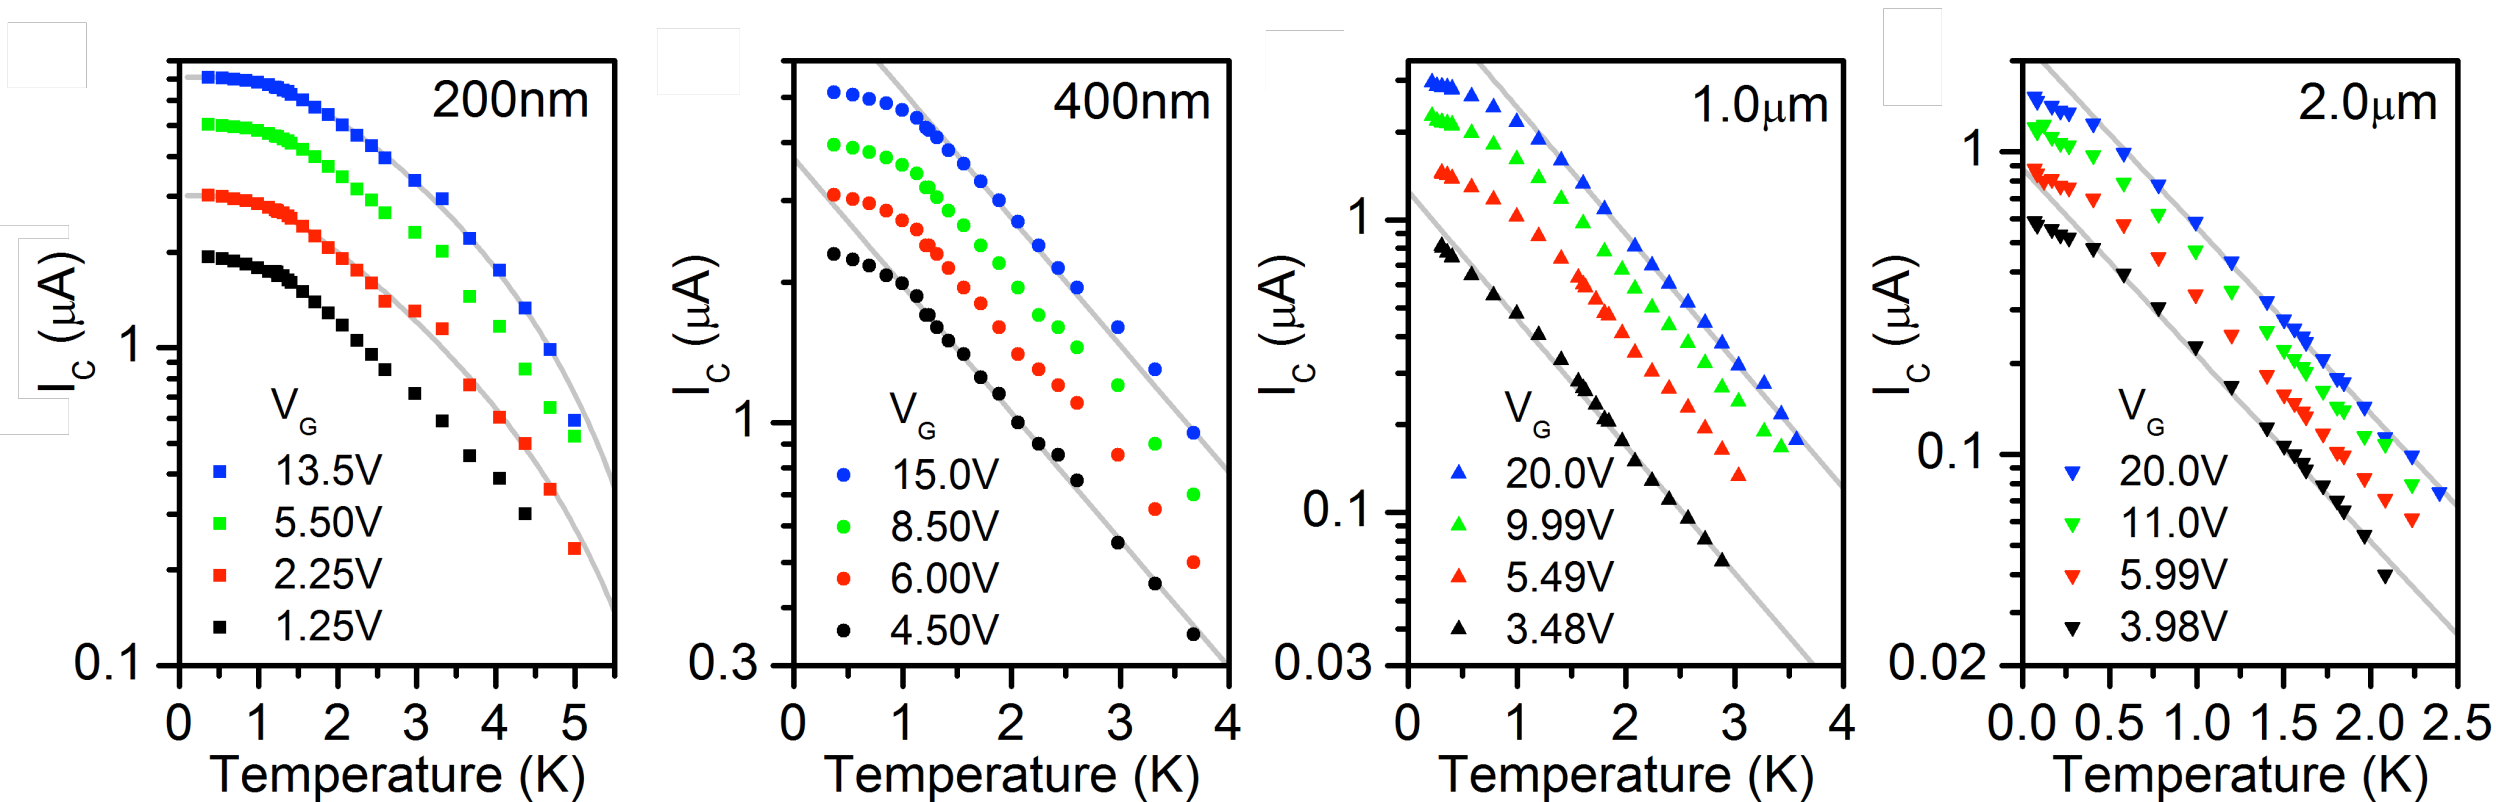 200nm
I_C (μA)
1
0.1
V_G
13.5V
5.50V
2.25V
1.25V
0 1 2 3 4 5
Temperature (K)
400nm
I_C (μA)
1
0.3
V_G
15.0V
8.50V
6.00V
4.50V
0 1 2 3 4
Temperature (K)
1.0μm
I_C (μA)
1
0.1
0.03
V_G
20.0V
9.99V
5.49V
3.48V
0 1 2 3 4
Temperature (K)
2.0μm
I_C (μA)
1
0.1
0.02
V_G
20.0V
11.0V
5.99V
3.98V
0.0 0.5 1.0 1.5 2.0 2.5
Temperature (K)